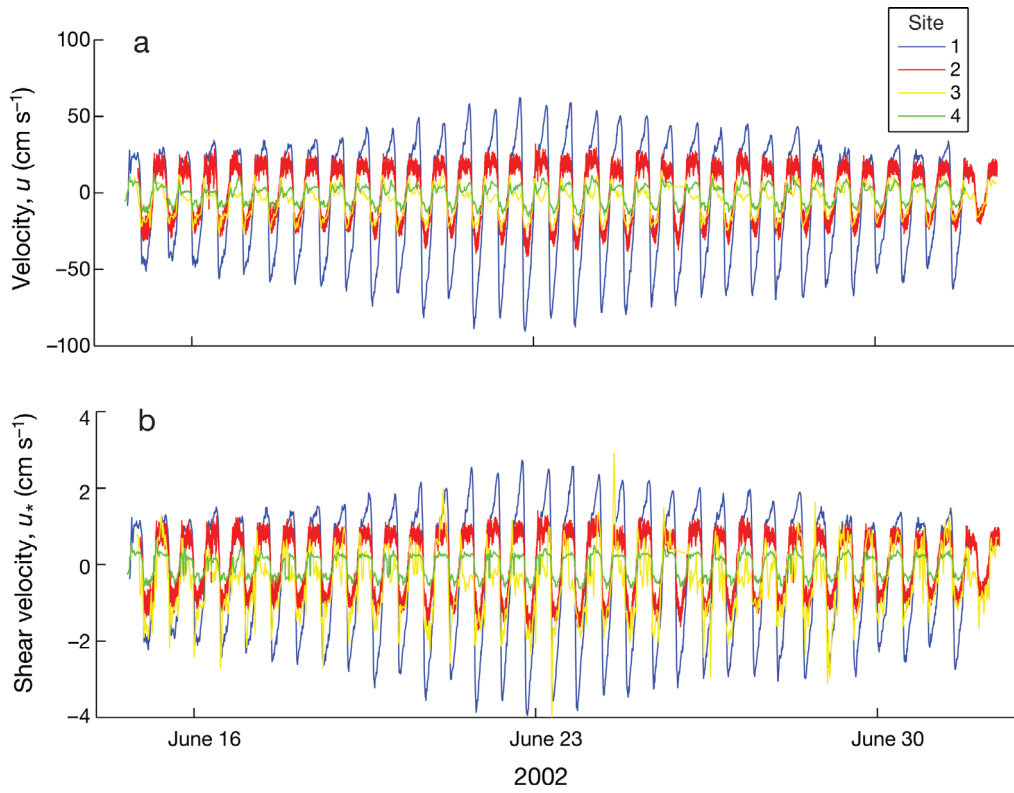 a
Site
1
2
3
4
Velocity, u (cm s⁻¹)
100
50
0
−50
−100
b
Shear velocity, u* (cm s⁻¹)
4
2
0
−2
−4
June 16
June 23
June 30
2002